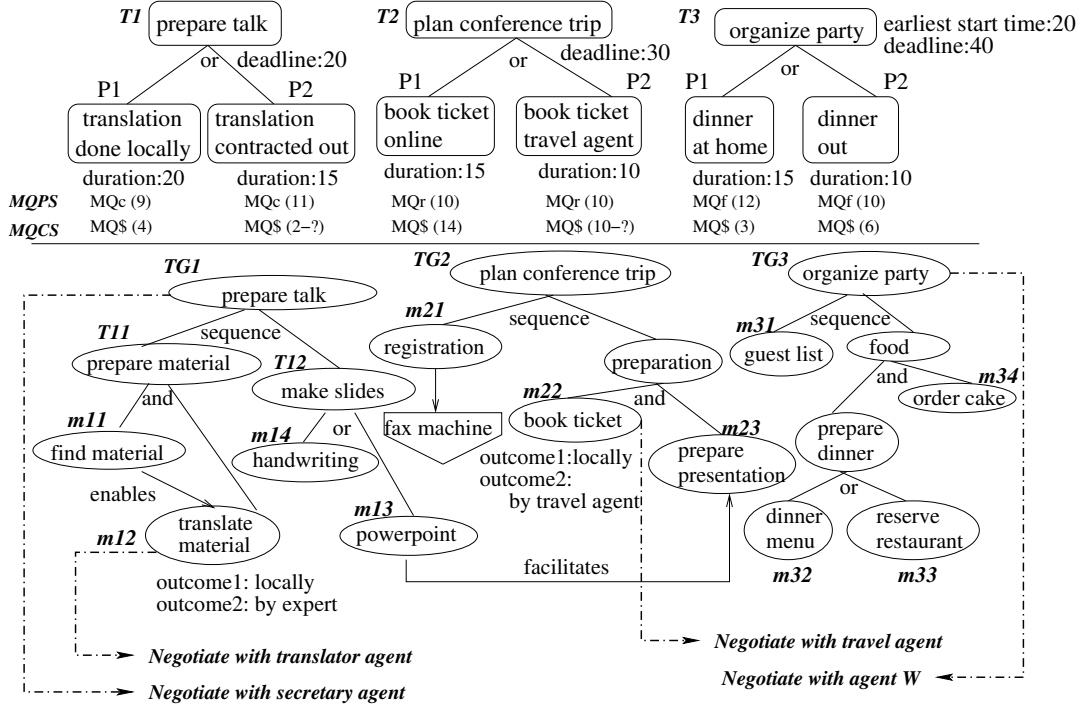 T1
prepare talk
or
deadline:20
P1
P2
translation
done locally
translation
contracted out
duration:20
duration:15
T2
plan conference trip
deadline:30
or
P1
P2
book ticket
online
book ticket
travel agent
duration:15
duration:10
T3
organize party
earliest start time:20
deadline:40
or
P1
P2
dinner
at home
dinner
out
duration:15
duration:10
MQPS
MQc (9)
MQc (11)
MQr (10)
MQr (10)
MQf (12)
MQf (10)
MQCS
MQ$ (4)
MQ$ (2-?)
MQ$ (14)
MQ$ (10-?)
MQ$ (3)
MQ$ (6)
TG1
prepare talk
sequence
T11
prepare material
and
T12
make slides
or
m11
find material
enables
m12
translate
material
outcome1: locally
outcome2: by expert
m14
handwriting
m13
powerpoint
facilitates
TG2
plan conference trip
sequence
m21
registration
fax machine
preparation
and
m22
book ticket
outcome1:locally
outcome2:
by travel agent
m23
prepare
presentation
TG3
organize party
sequence
m31
guest list
food
and
m34
order cake
prepare
dinner
or
dinner
menu
m32
reserve
restaurant
m33
Negotiate with translator agent
Negotiate with secretary agent
Negotiate with travel agent
Negotiate with agent W